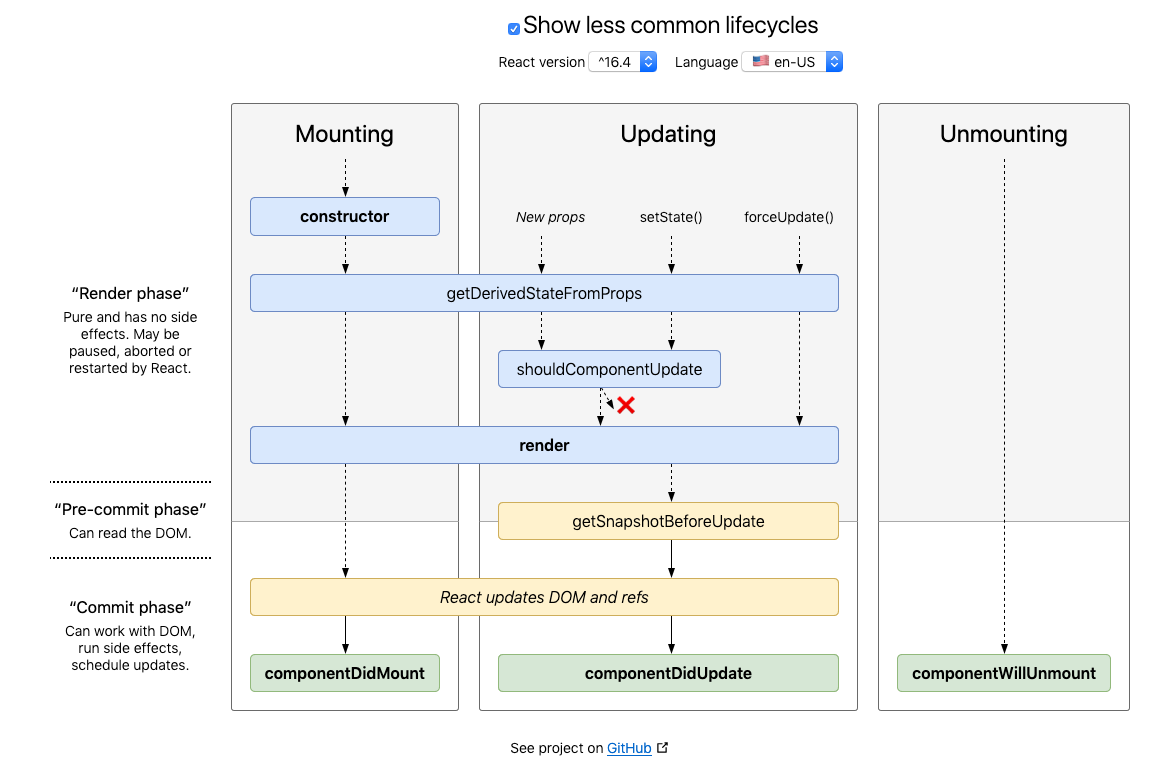 Show less common lifecycles
React version ^16.4 Language 🇺🇸 en-US
Mounting
Updating
Unmounting
constructor
New props
setState()
forceUpdate()
“Render phase”
Pure and has no side
effects. May be
paused, aborted or
restarted by React.
getDerivedStateFromProps
shouldComponentUpdate
render
“Pre-commit phase”
Can read the DOM.
getSnapshotBeforeUpdate
“Commit phase”
Can work with DOM,
run side effects,
schedule updates.
React updates DOM and refs
componentDidMount
componentDidUpdate
componentWillUnmount
See project on GitHub